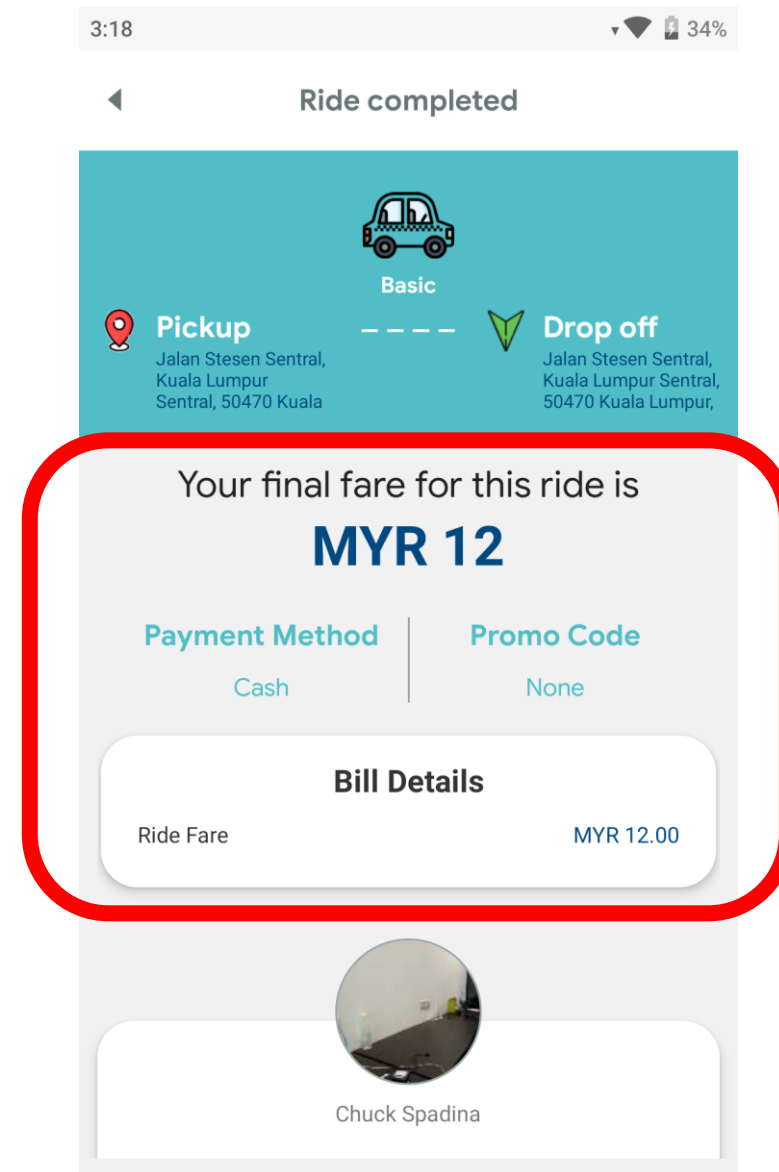 3:18
34%
Ride completed
Basic
Pickup
Jalan Stesen Sentral,
Kuala Lumpur
Sentral, 50470 Kuala
Drop off
Jalan Stesen Sentral,
Kuala Lumpur Sentral,
50470 Kuala Lumpur,
Your final fare for this ride is
MYR 12
Payment Method
Cash
Promo Code
None
Bill Details
Ride Fare MYR 12.00
Chuck Spadina